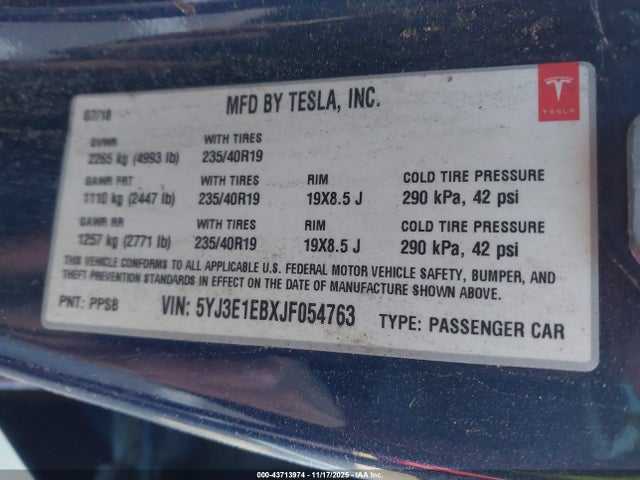 MFD BY TESLA, INC.
TESLA
07/18
GVWR WITH TIRES
2265 kg (4993 lb) 235/40R19
GAWR FRT WITH TIRES RIM COLD TIRE PRESSURE
1110 kg (2447 lb) 235/40R19 19X8.5 J 290 kPa, 42 psi
GAWR RR WITH TIRES RIM COLD TIRE PRESSURE
1257 kg (2771 lb) 235/40R19 19X8.5 J 290 kPa, 42 psi
THIS VEHICLE CONFORMS TO ALL APPLICABLE U.S. FEDERAL MOTOR VEHICLE SAFETY, BUMPER, AND
THEFT PREVENTION STANDARDS IN EFFECT ON THE DATE OF MANUFACTURE SHOWN ABOVE.
PNT: PPSB VIN: 5YJ3E1EBXJF054763 TYPE: PASSENGER CAR
000-43713974 - 11/17/2025 - IAAI.COM